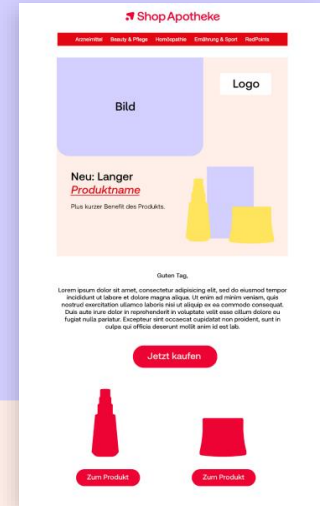 Shop Apotheke
Arzneimittel Beauty & Pflege Homöopathie Ernährung & Sport RedPoints
Logo
Bild
Neu: Langer
Produktname
Plus kurzer Benefit des Produkts.
Guten Tag,
Lorem ipsum dolor sit amet, consectetur adipisicing elit, sed do eiusmod tempor
incididunt ut labore et dolore magna aliqua. Ut enim ad minim veniam, quis
nostrud exercitation ullamco laboris nisi ut aliquip ex ea commodo consequat.
Duis aute irure dolor in reprehenderit in voluptate velit esse cillum dolore eu
fugiat nulla pariatur. Excepteur sint occaecat cupidatat non proident, sunt in
culpa qui officia deserunt mollit anim id est lab.
Jetzt kaufen
Zum Produkt Zum Produkt